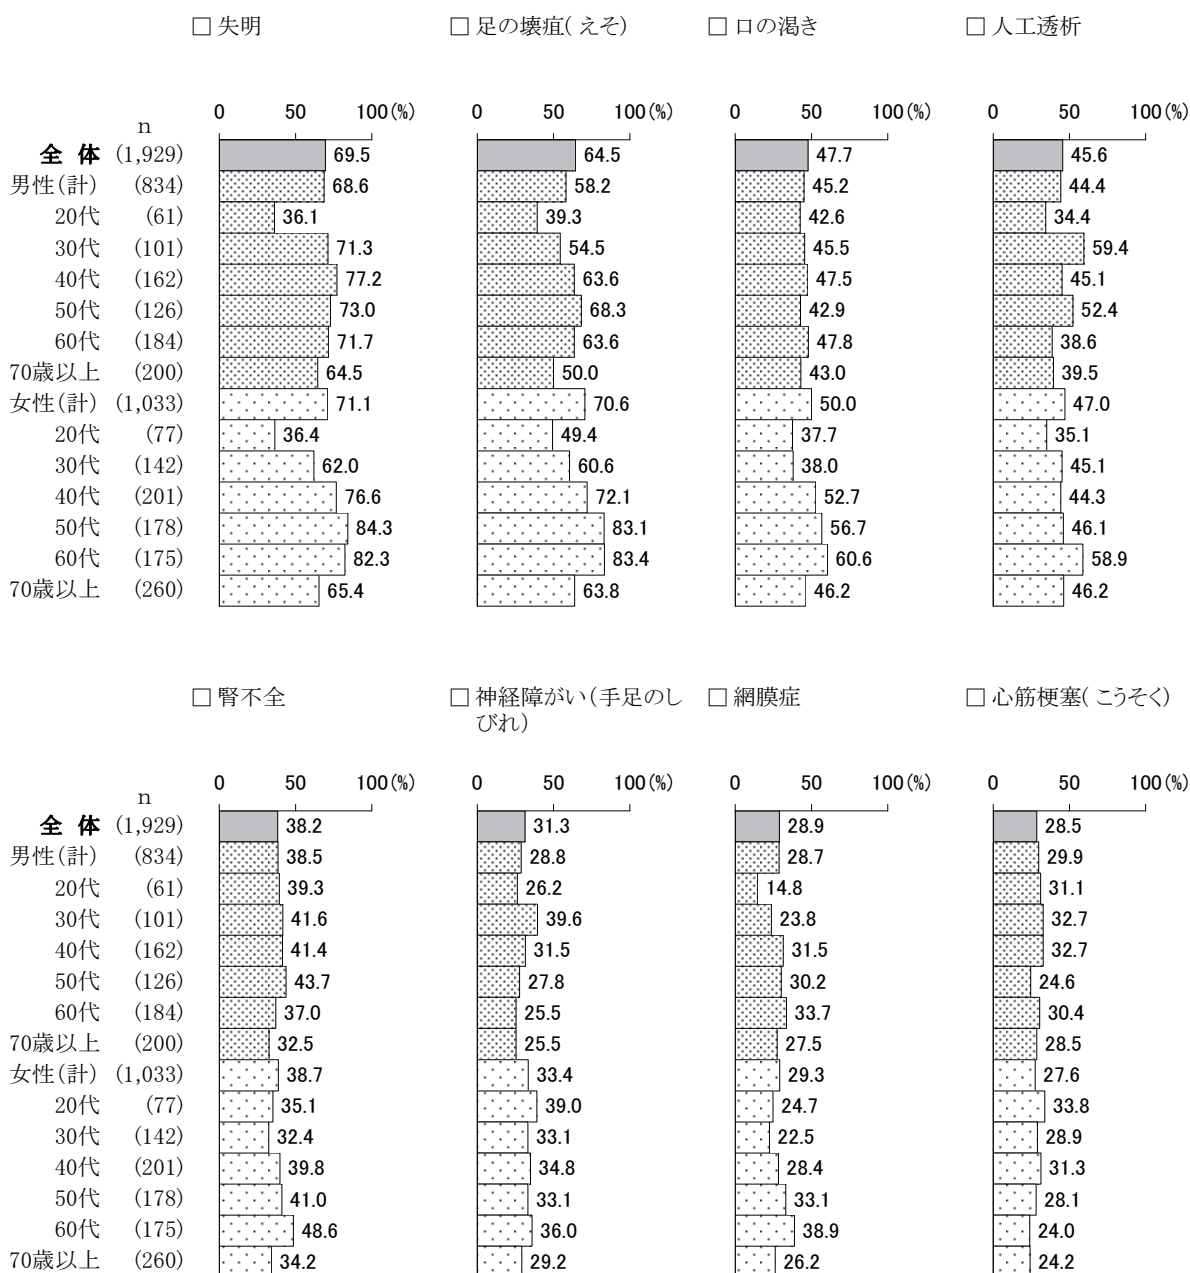 □ 失明 □ 足の壊疽( えそ) □ 口の渇き □ 人工透析
0 50 100(%) 0 50 100(%) 0 50 100(%) 0 50 100(%)
n
全 体 (1,929) 69.5 64.5 47.7 45.6
男性(計) (834) 68.6 58.2 45.2 44.4
20代 (61) 36.1 39.3 42.6 34.4
30代 (101) 71.3 54.5 45.5 59.4
40代 (162) 77.2 63.6 47.5 45.1
50代 (126) 73.0 68.3 42.9 52.4
60代 (184) 71.7 63.6 47.8 38.6
70歳以上 (200) 64.5 50.0 43.0 39.5
女性(計) (1,033) 71.1 70.6 50.0 47.0
20代 (77) 36.4 49.4 37.7 35.1
30代 (142) 62.0 60.6 38.0 45.1
40代 (201) 76.6 72.1 52.7 44.3
50代 (178) 84.3 83.1 56.7 46.1
60代 (175) 82.3 83.4 60.6 58.9
70歳以上 (260) 65.4 63.8 46.2 46.2
□ 腎不全 □ 神経障がい(手足のし □ 網膜症 □ 心筋梗塞( こうそく)
びれ)
0 50 100(%) 0 50 100(%) 0 50 100(%) 0 50 100(%)
n
全 体 (1,929) 38.2 31.3 28.9 28.5
男性(計) (834) 38.5 28.8 28.7 29.9
20代 (61) 39.3 26.2 14.8 31.1
30代 (101) 41.6 39.6 23.8 32.7
40代 (162) 41.4 31.5 31.5 32.7
50代 (126) 43.7 27.8 30.2 24.6
60代 (184) 37.0 25.5 33.7 30.4
70歳以上 (200) 32.5 25.5 27.5 28.5
女性(計) (1,033) 38.7 33.4 29.3 27.6
20代 (77) 35.1 39.0 24.7 33.8
30代 (142) 32.4 33.1 22.5 28.9
40代 (201) 39.8 34.8 28.4 31.3
50代 (178) 41.0 33.1 33.1 28.1
60代 (175) 48.6 36.0 38.9 24.0
70歳以上 (260) 34.2 29.2 26.2 24.2